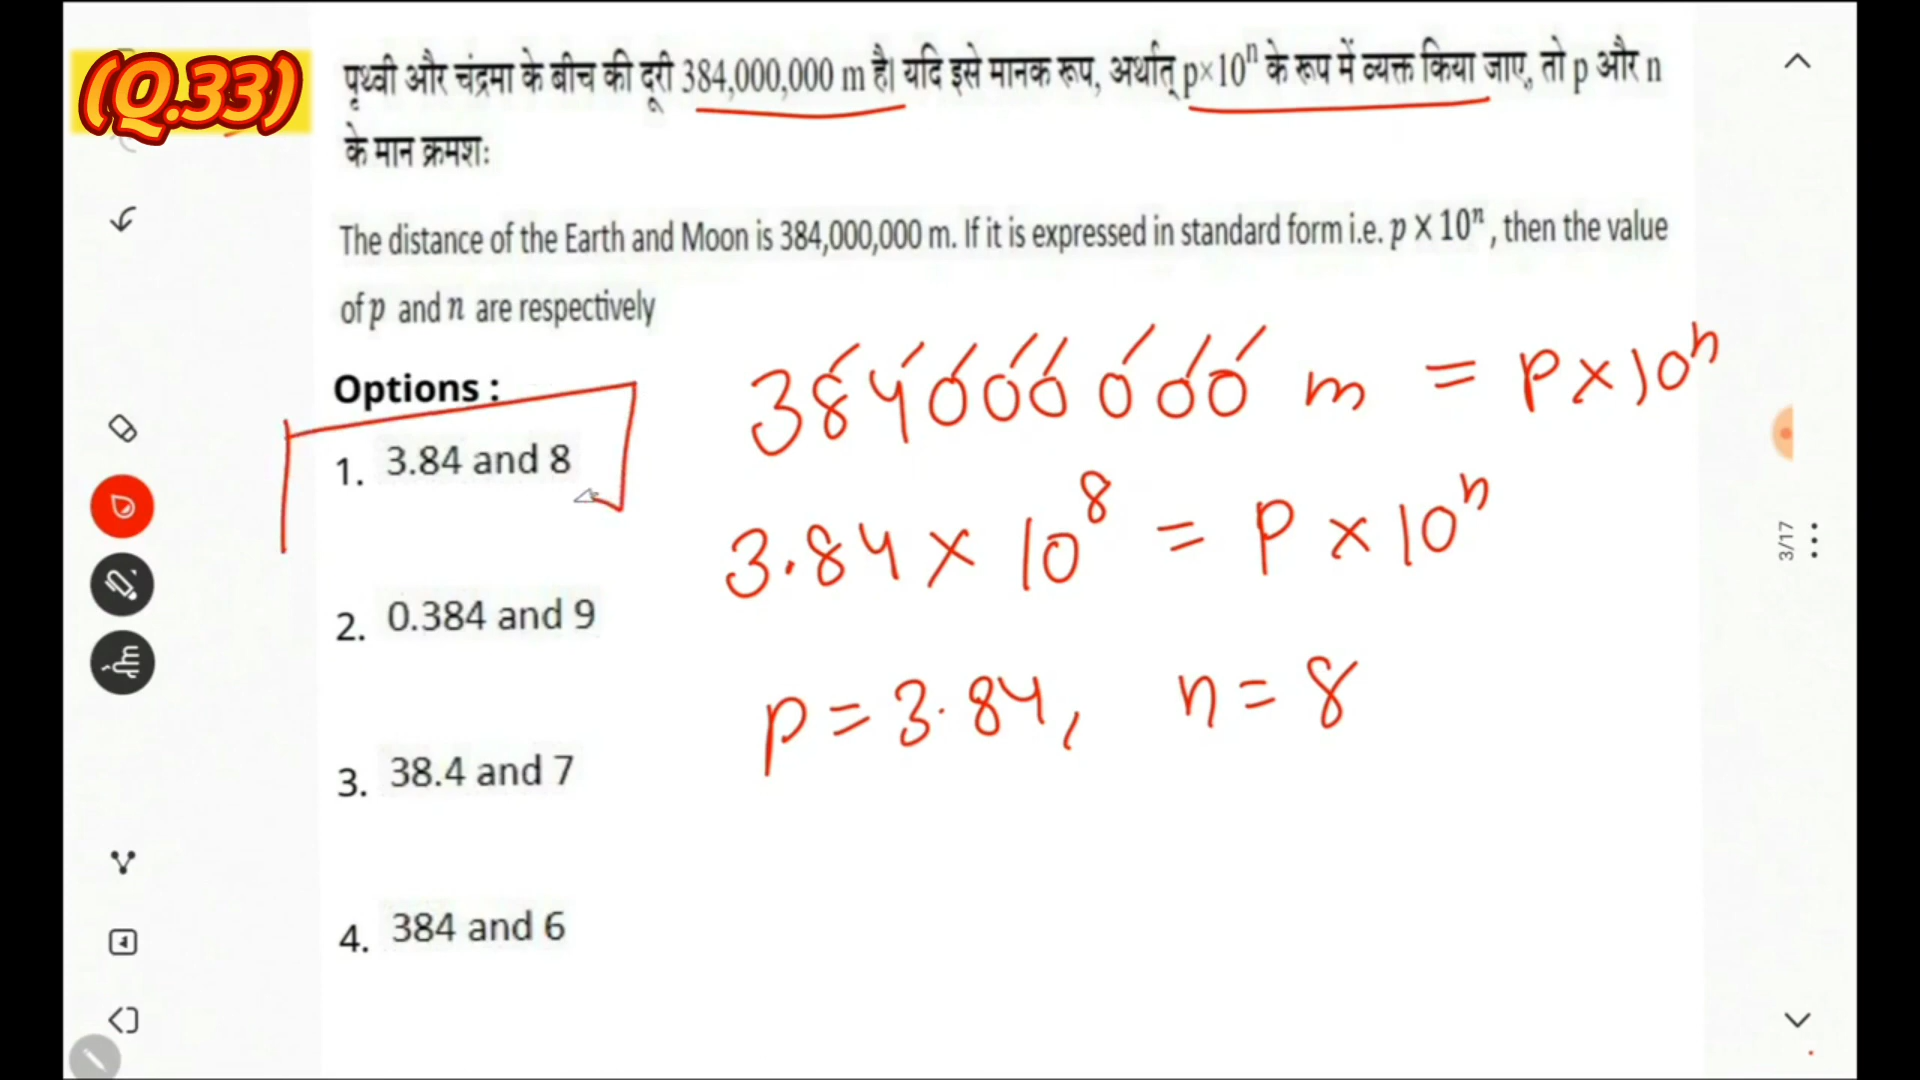 (Q.33)
पृथ्वी और चंद्रमा के बीच की दूरी 384,000,000 m है। यदि इसे मानक रूप, अर्थात् p×10ⁿ के रूप में व्यक्त किया जाए, तो p और n
के मान क्रमशः
The distance of the Earth and Moon is 384,000,000 m. If it is expressed in standard form i.e. p X 10ⁿ, then the value
of p and n are respectively
384000000 m = p×10ⁿ
Options :
1. 3.84 and 8
3.84 × 10⁸ = p × 10ⁿ
2. 0.384 and 9
p = 3.84, n = 8
3. 38.4 and 7
4. 384 and 6
3/17